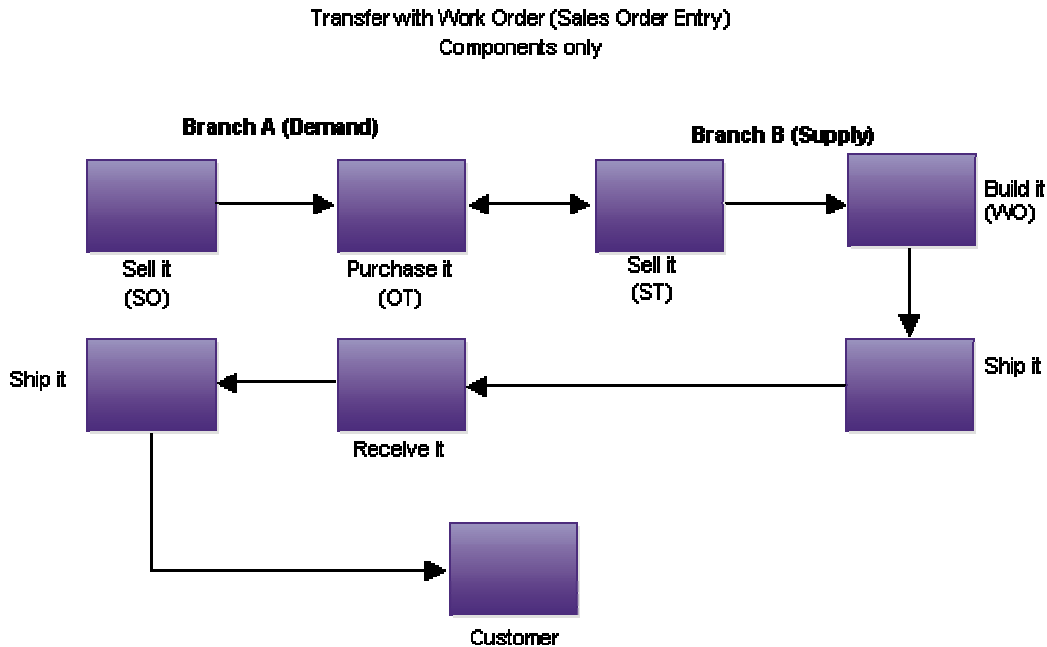 Transfer with Work Order (Sales Order Entry)
Components only
Branch A (Demand)
Branch B (Supply)
Sell it
(SO)
Purchase it
(OT)
Sell it
(ST)
Build it
(WO)
Ship it
Receive it
Ship it
Customer